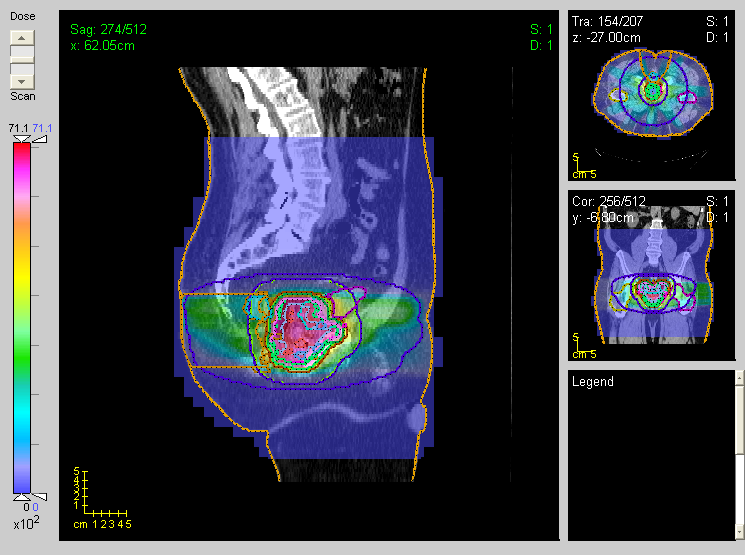 Dose
Scan
71.1 71.1
0 0
x10²
Sag: 274/512 S: 1
x: 62.05cm D: 1
5
4
3
2
1
cm 1 2 3 4 5
Tra: 154/207 S: 1
z: -27.00cm D: 1
5
cm 5
Cor: 256/512 S: 1
y: -6.80cm D: 1
5
cm 5
Legend